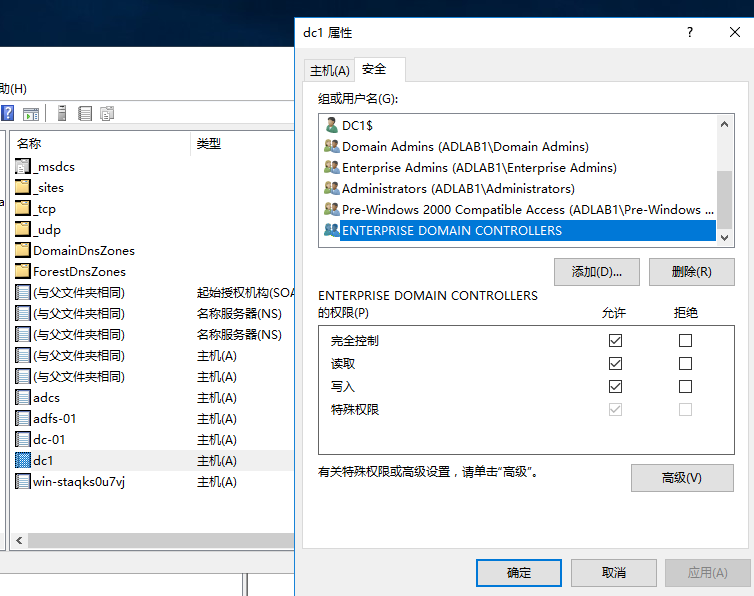 dc1 属性
主机(A)
安全
组或用户名(G):
DC1$
Domain Admins (ADLAB1\Domain Admins)
Enterprise Admins (ADLAB1\Enterprise Admins)
Administrators (ADLAB1\Administrators)
Pre-Windows 2000 Compatible Access (ADLAB1\Pre-Windows ...
ENTERPRISE DOMAIN CONTROLLERS
添加(D)...
删除(R)
ENTERPRISE DOMAIN CONTROLLERS
的权限(P)
允许
拒绝
完全控制
读取
写入
特殊权限
有关特殊权限或高级设置，请单击“高级”。
高级(V)
确定
取消
应用(A)
助(H)
名称
类型
_msdcs
_sites
_tcp
_udp
DomainDnsZones
ForestDnsZones
(与父文件夹相同) 起始授权机构(SOA
(与父文件夹相同) 名称服务器(NS)
(与父文件夹相同) 名称服务器(NS)
(与父文件夹相同) 主机(A)
(与父文件夹相同) 主机(A)
adcs 主机(A)
adfs-01 主机(A)
dc-01 主机(A)
dc1 主机(A)
win-staqks0u7vj 主机(A)